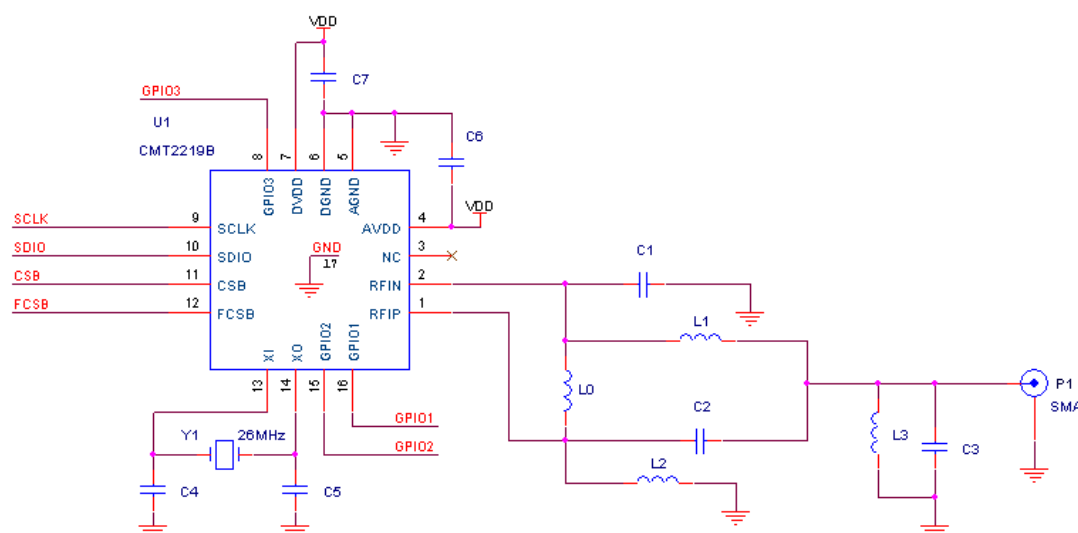 VDD
C7
GPIO3
U1
CMT2219B
C6
8
7
6
5
GPIO3
DVDD
DGND
AGND
VDD
SCLK
9
SCLK
AVDD
4
SDIO
10
SDIO
GND
17
NC
3
C1
CSB
11
CSB
RFIN
2
FCSB
12
FCSB
RFIP
1
L1
XI
XO
GPIO2
GPIO1
13
14
15
16
L0
C2
P1
SMA
GPIO1
Y1
26MHz
GPIO2
L3
C3
L2
C4
C5